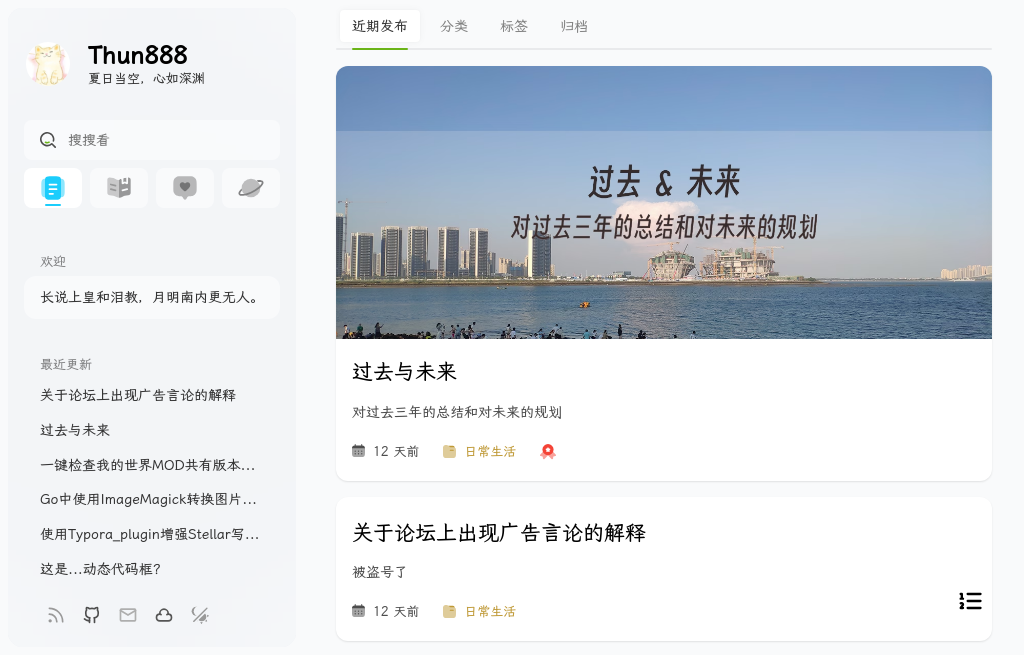 Thun888
夏日当空，心如深渊
搜搜看
欢迎
长说上皇和泪教，月明南内更无人。
最近更新
关于论坛上出现广告言论的解释
过去与未来
一键检查我的世界MOD共有版本...
Go中使用ImageMagick转换图片...
使用Typora_plugin增强Stellar写...
这是...动态代码框?
近期发布 分类 标签 归档
过去 & 未来
对过去三年的总结和对未来的规划
过去与未来
对过去三年的总结和对未来的规划
12 天前 日常生活
关于论坛上出现广告言论的解释
被盗号了
12 天前 日常生活